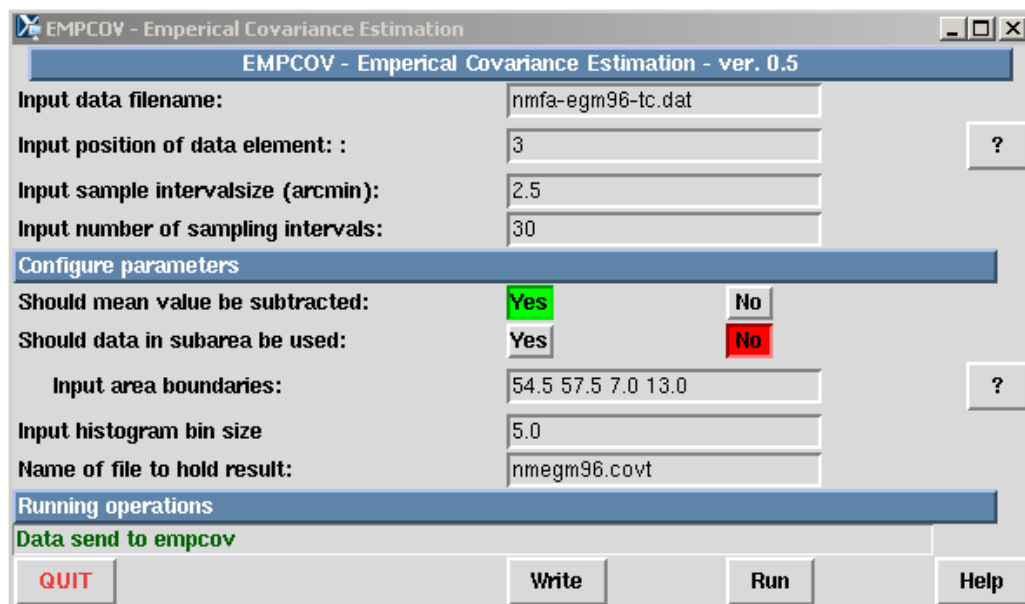 EMPCOV - Emperical Covariance Estimation
EMPCOV - Emperical Covariance Estimation - ver. 0.5
Input data filename: nmfa-egm96-tc.dat
Input position of data element: : 3 ?
Input sample intervalsize (arcmin): 2.5
Input number of sampling intervals: 30
Configure parameters
Should mean value be subtracted: Yes No
Should data in subarea be used: Yes No
Input area boundaries: 54.5 57.5 7.0 13.0 ?
Input histogram bin size 5.0
Name of file to hold result: nmegm96.covt
Running operations
Data send to empcov
QUIT Write Run Help